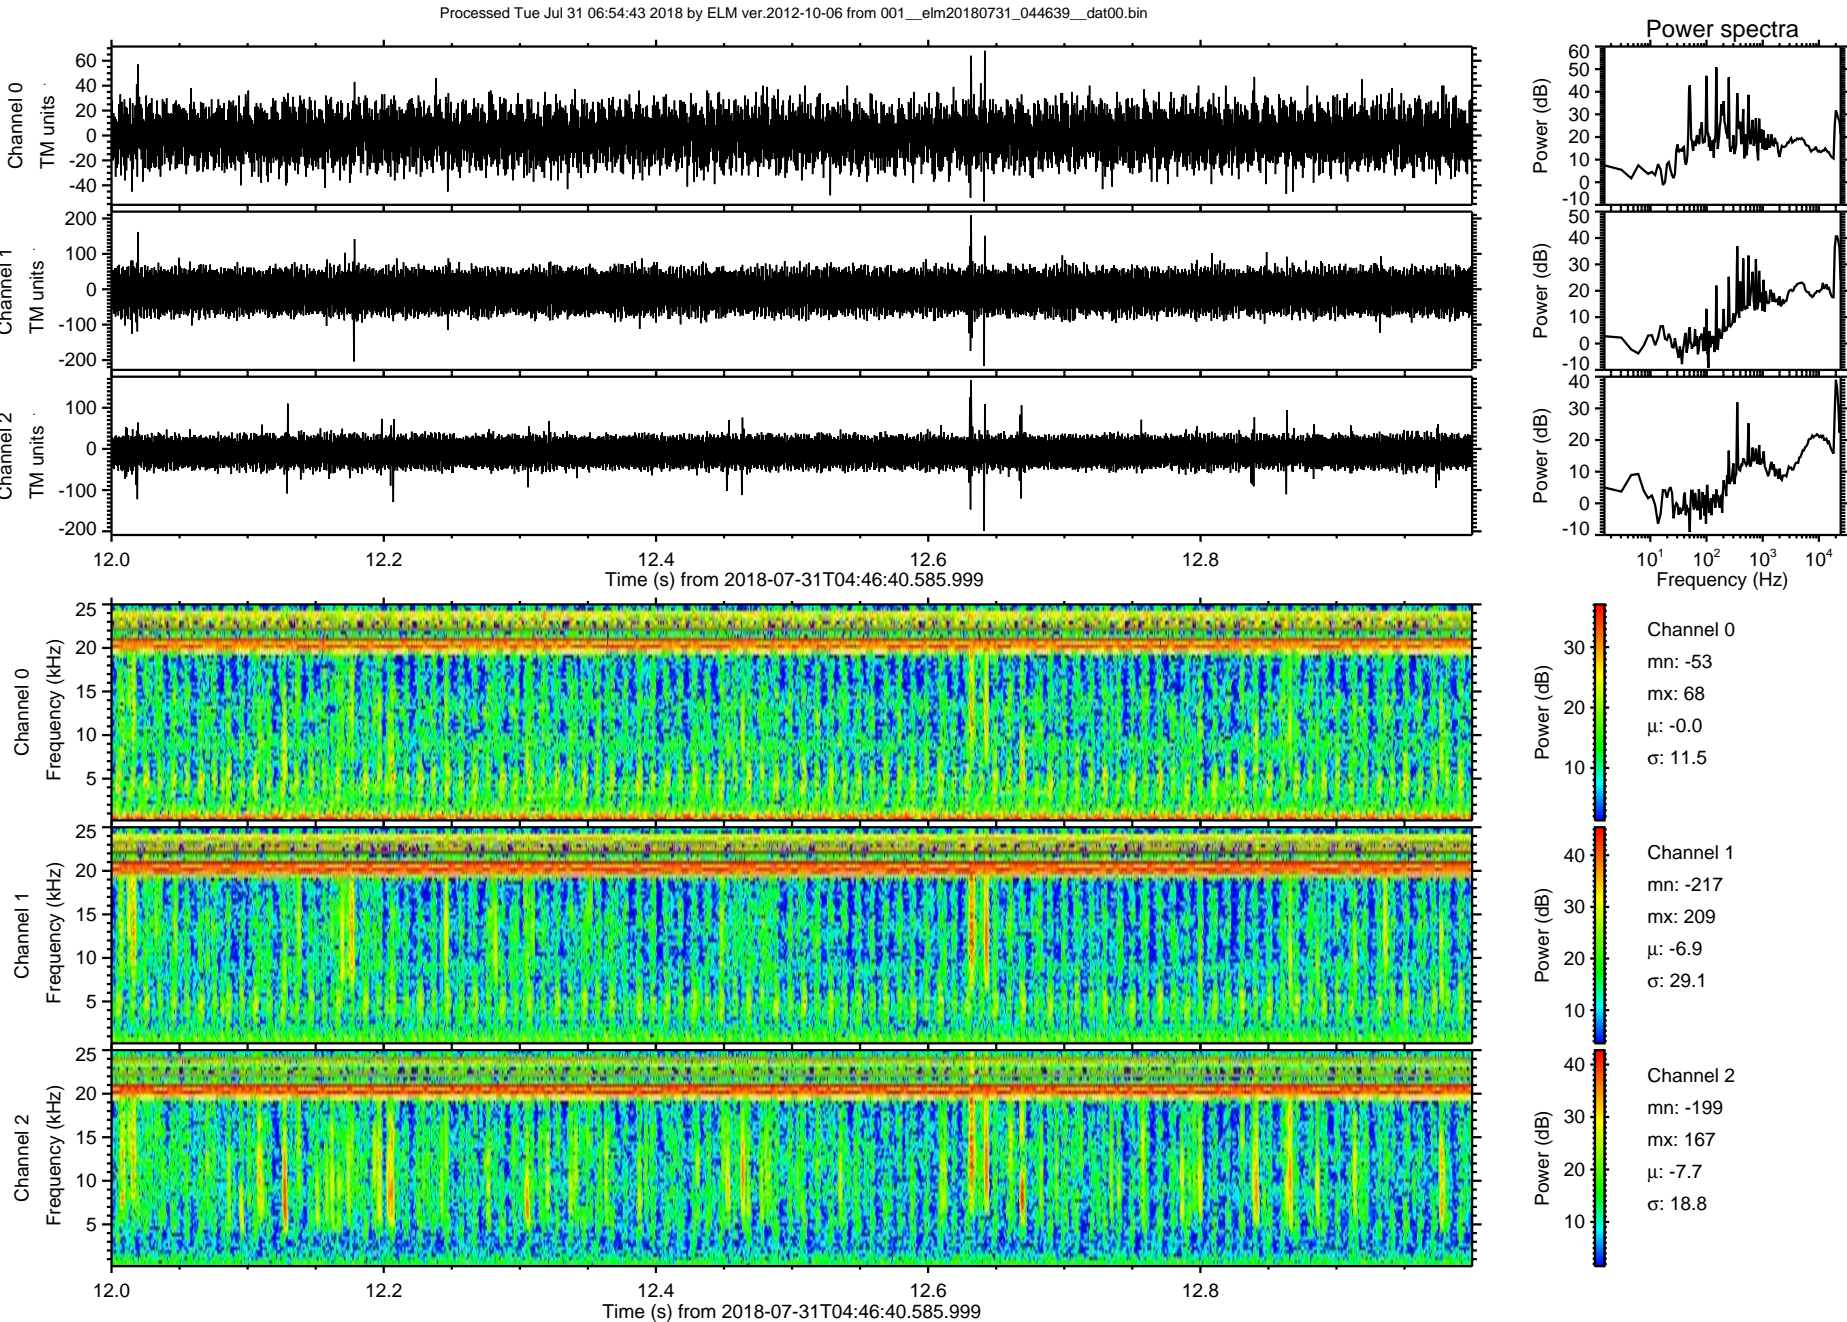 Processed Tue Jul 31 06:54:43 2018 by ELM ver.2012-10-06 from 001__elm20180731_044639__dat00.bin
Power spectra
Channel 0
TM units
60
40
20
0
-20
-40
Power (dB)
60
50
40
30
20
10
0
-10
Channel 1
TM units
200
100
0
-100
-200
Power (dB)
50
40
30
20
10
0
-10
Channel 2
TM units
100
0
-100
-200
Power (dB)
40
30
20
10
0
-10
12.0 12.2 12.4 12.6 12.8
Time (s) from 2018-07-31T04:46:40.585.999
10¹ 10² 10³ 10⁴
Frequency (Hz)
Channel 0
Frequency (kHz)
25
20
15
10
5
Power (dB)
30
20
10
Channel 0
mn: -53
mx: 68
μ: -0.0
σ: 11.5
Channel 1
Frequency (kHz)
25
20
15
10
5
Power (dB)
40
30
20
10
Channel 1
mn: -217
mx: 209
μ: -6.9
σ: 29.1
Channel 2
Frequency (kHz)
25
20
15
10
5
Power (dB)
40
30
20
10
Channel 2
mn: -199
mx: 167
μ: -7.7
σ: 18.8
12.0 12.2 12.4 12.6 12.8
Time (s) from 2018-07-31T04:46:40.585.999